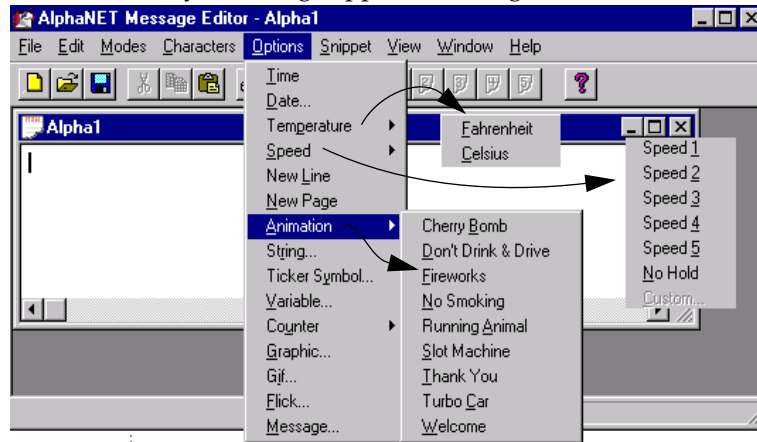 AlphaNET Message Editor - Alpha1
File Edit Modes Characters Options Snippet View Window Help
Alpha1
Time
Date...
Temperature
Speed
New Line
New Page
Animation
String...
Ticker Symbol...
Variable...
Counter
Graphic...
Gif...
Flick...
Message...
Fahrenheit
Celsius
Speed 1
Speed 2
Speed 3
Speed 4
Speed 5
No Hold
Custom...
Cherry Bomb
Don't Drink & Drive
Fireworks
No Smoking
Running Animal
Slot Machine
Thank You
Turbo Car
Welcome